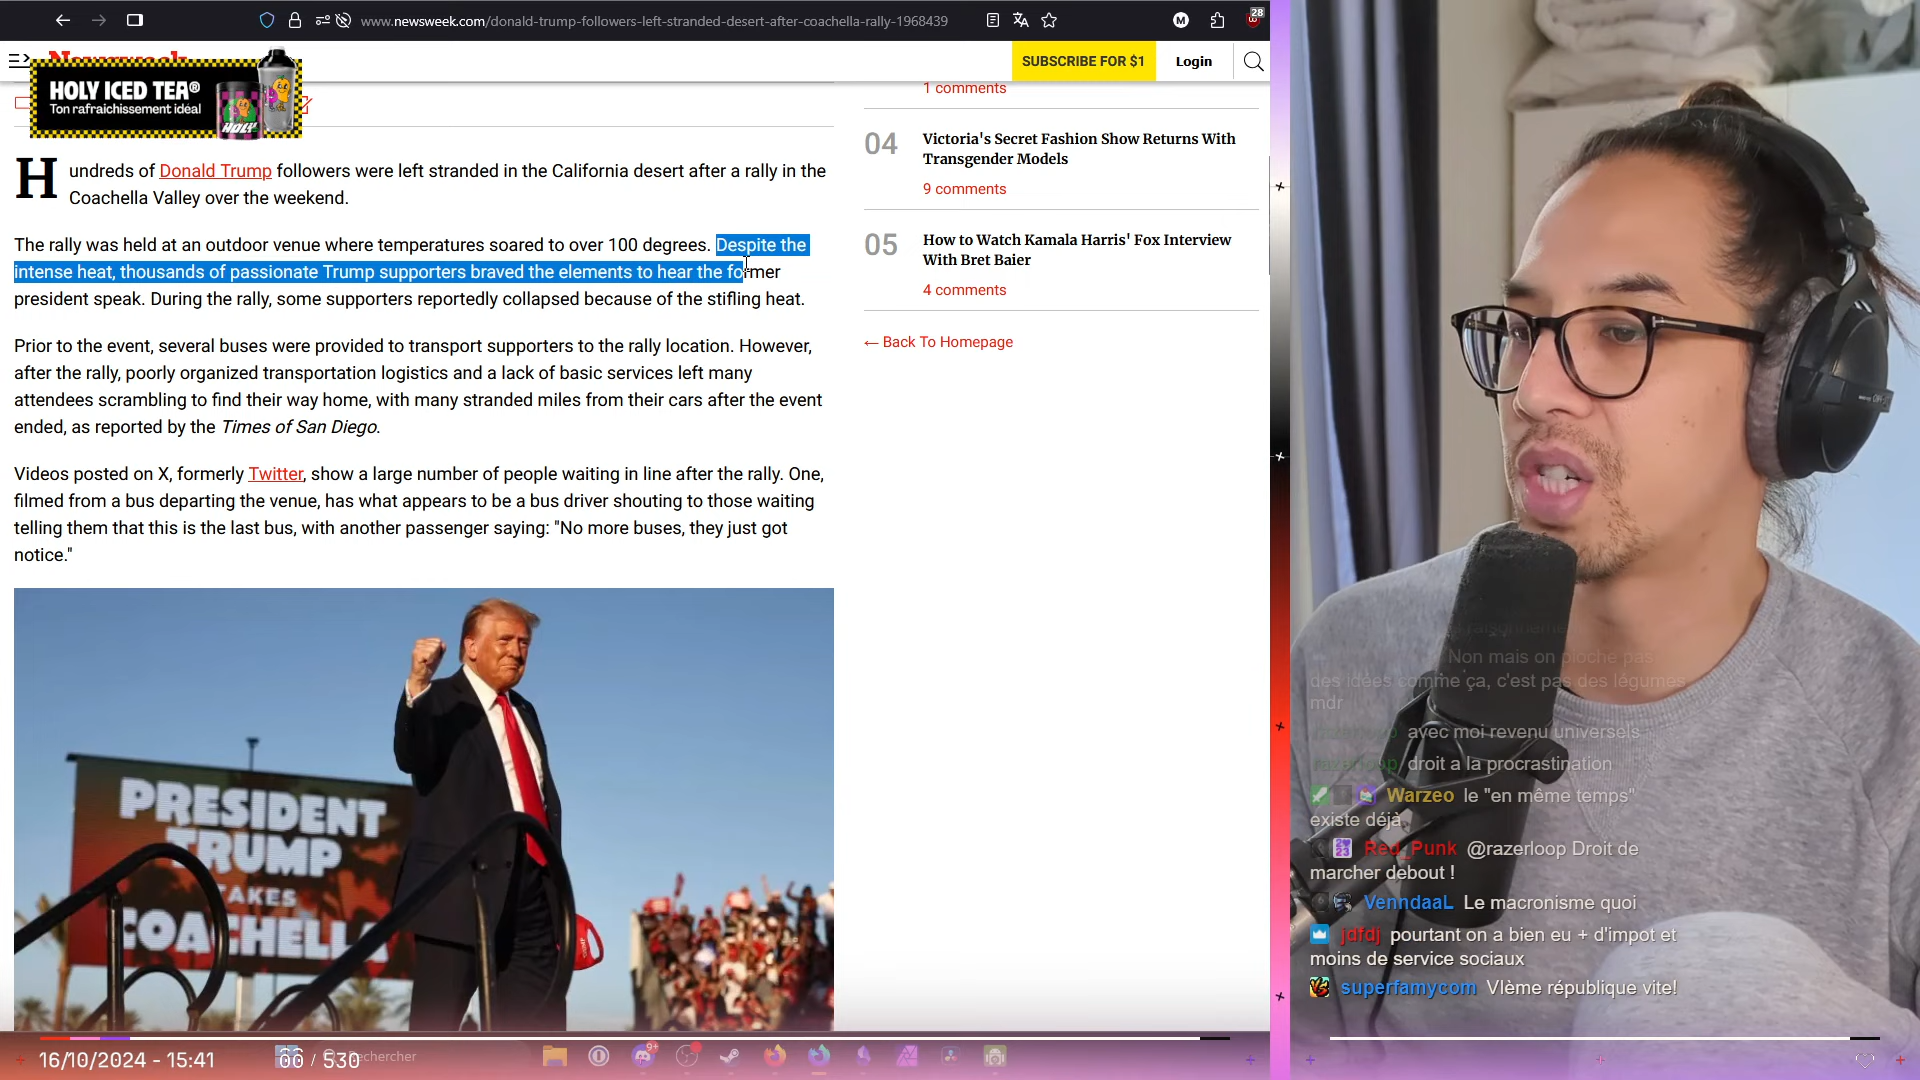 www.newsweek.com/donald-trump-followers-left-stranded-desert-after-coachella-rally-1968439
M
28
SUBSCRIBE FOR $1
Login
HOLY ICED TEA®
Ton rafraichissement idéal
HOLY
Hundreds of Donald Trump followers were left stranded in the California desert after a rally in the
Coachella Valley over the weekend.
The rally was held at an outdoor venue where temperatures soared to over 100 degrees. Despite the
intense heat, thousands of passionate Trump supporters braved the elements to hear the former
president speak. During the rally, some supporters reportedly collapsed because of the stifling heat.
Prior to the event, several buses were provided to transport supporters to the rally location. However,
after the rally, poorly organized transportation logistics and a lack of basic services left many
attendees scrambling to find their way home, with many stranded miles from their cars after the event
ended, as reported by the Times of San Diego.
Videos posted on X, formerly Twitter, show a large number of people waiting in line after the rally. One,
filmed from a bus departing the venue, has what appears to be a bus driver shouting to those waiting
telling them that this is the last bus, with another passenger saying: "No more buses, they just got
notice."
PRESIDENT
TRUMP
TAKES
COACHELLA
1 comments
04
Victoria's Secret Fashion Show Returns With
Transgender Models
9 comments
05
How to Watch Kamala Harris' Fox Interview
With Bret Baier
4 comments
← Back To Homepage
Non mais on pioche pas
des idées comme ça, c'est pas des légumes
mdr
avec moi revenu universels
razerloop droit a la procrastination
Warzeo le "en même temps"
existe déjà
Red_Punk @razerloop Droit de
marcher debout !
VenndaaL Le macronisme quoi
jdfdj pourtant on a bien eu + d'impot et
moins de service sociaux
superfamycom VIème république vite!
16/10/2024 - 15:41
/ 530
Rechercher
9+